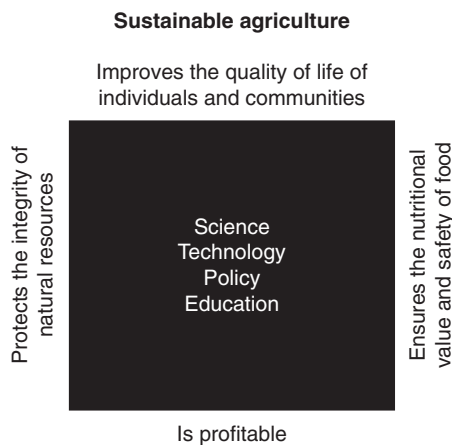 Sustainable agriculture
Improves the quality of life of
individuals and communities
Protects the integrity of
natural resources
Science
Technology
Policy
Education
Ensures the nutritional
value and safety of food
Is profitable